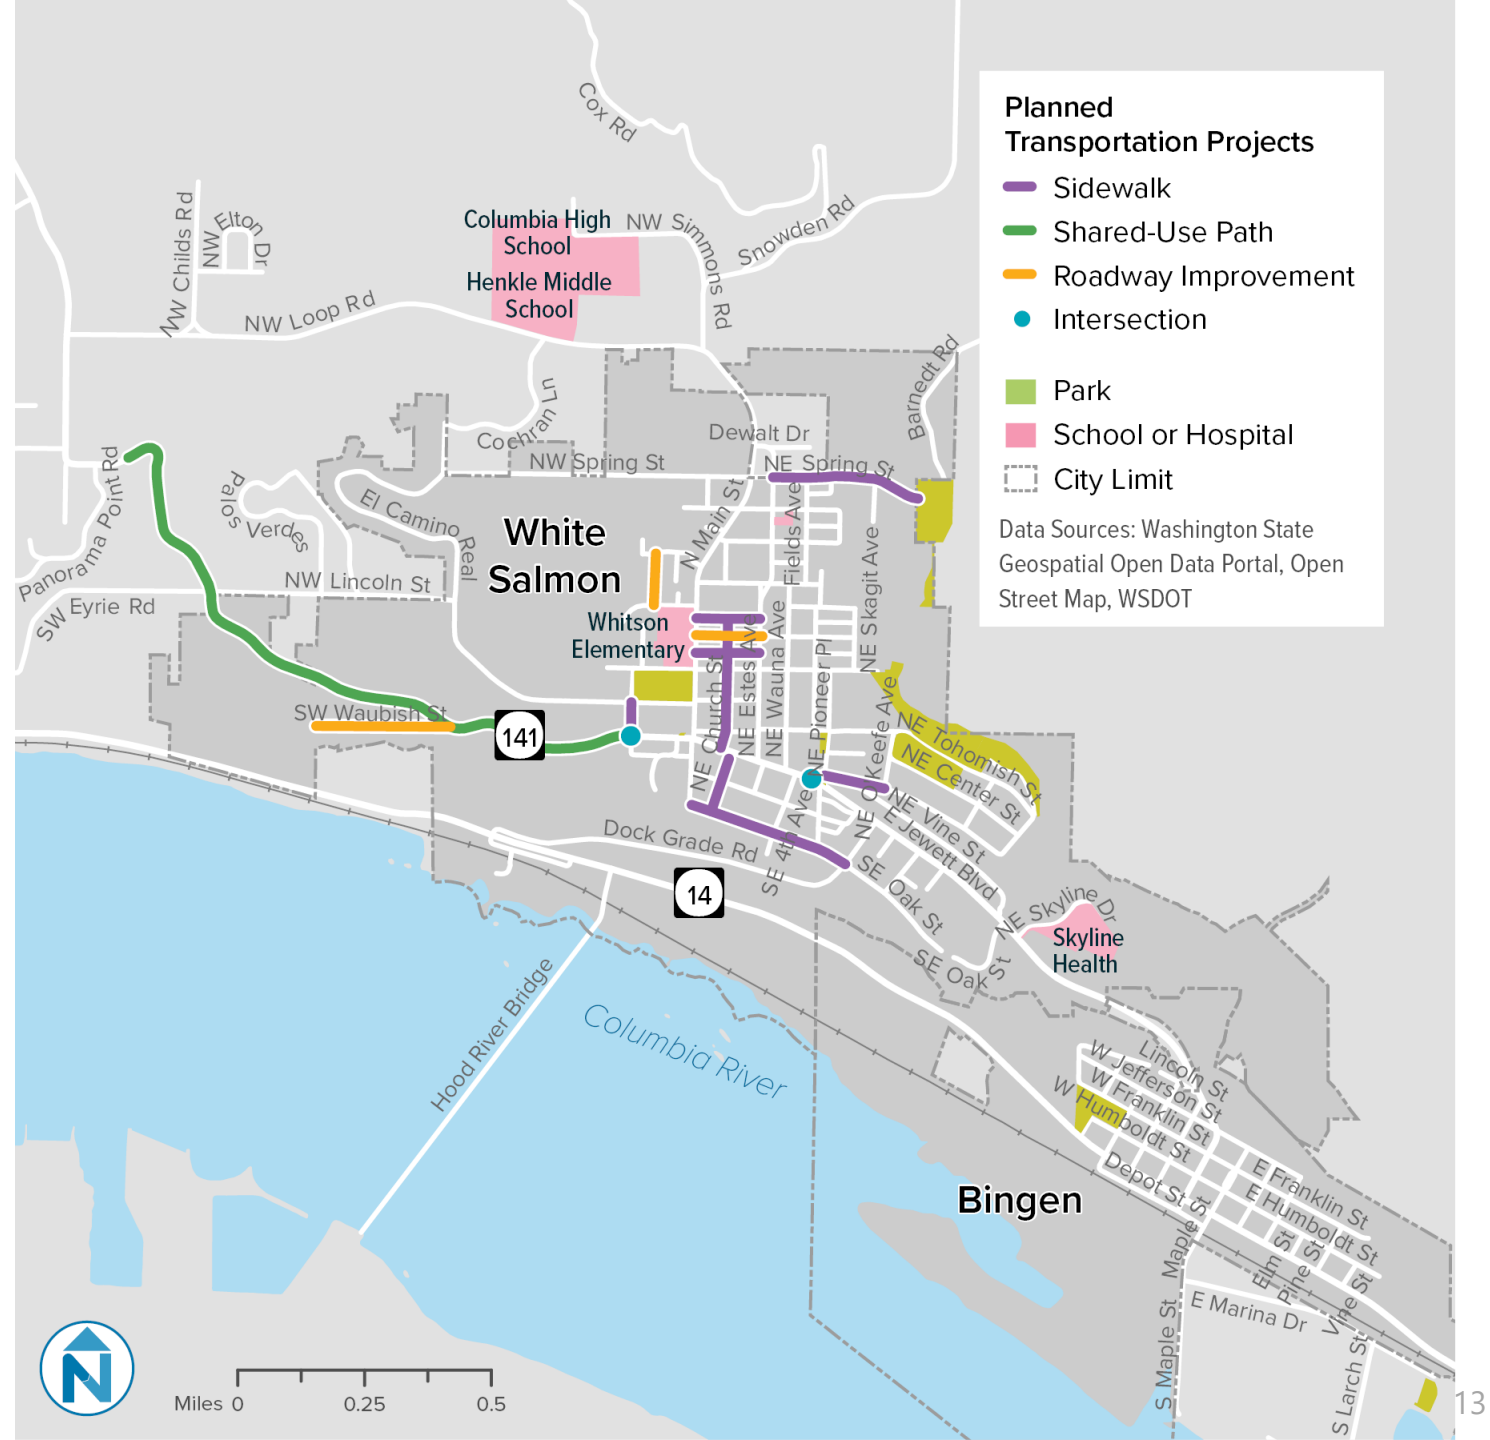 Planned
Transportation Projects
Sidewalk
Shared-Use Path
Roadway Improvement
Intersection
Park
School or Hospital
City Limit
Data Sources: Washington State
Geospatial Open Data Portal, Open
Street Map, WSDOT
Cox Rd
Snowden Rd
NW Simmons Rd
Columbia High
School
Henkle Middle
School
NW Childs Rd
NW Elton Dr
NW Loop Rd
Barnedt Rd
Cochran Ln
Dewalt Dr
NW Spring St
NE Spring St
Panorama Point Rd
Palos Verdes
El Camino Real
White
Salmon
N Main St
Fields Ave
NE Skagit Ave
NW Lincoln St
SW Eyrie Rd
Whitson
Elementary
NE Church St
NE Estes Ave
NE Wauna Ave
NE Pioneer Pl
NE O'Keefe Ave
SW Waubish St
141
NE Tohomish St
NE Center St
NE Vine St
E Jewett Blvd
SE 4th Ave
Dock Grade Rd
14
SE Oak St
SE Oak St
NE Skyline Dr
Skyline
Health
Hood River Bridge
Columbia River
Lincoln St
W Jefferson St
W Franklin St
W Humboldt St
Depot St
Bingen
E Franklin St
E Humboldt St
Maple St
Elm St
Pine St
Vine St
E Marina Dr
S Maple St
S Larch St
N
Miles 0 0.25 0.5
13